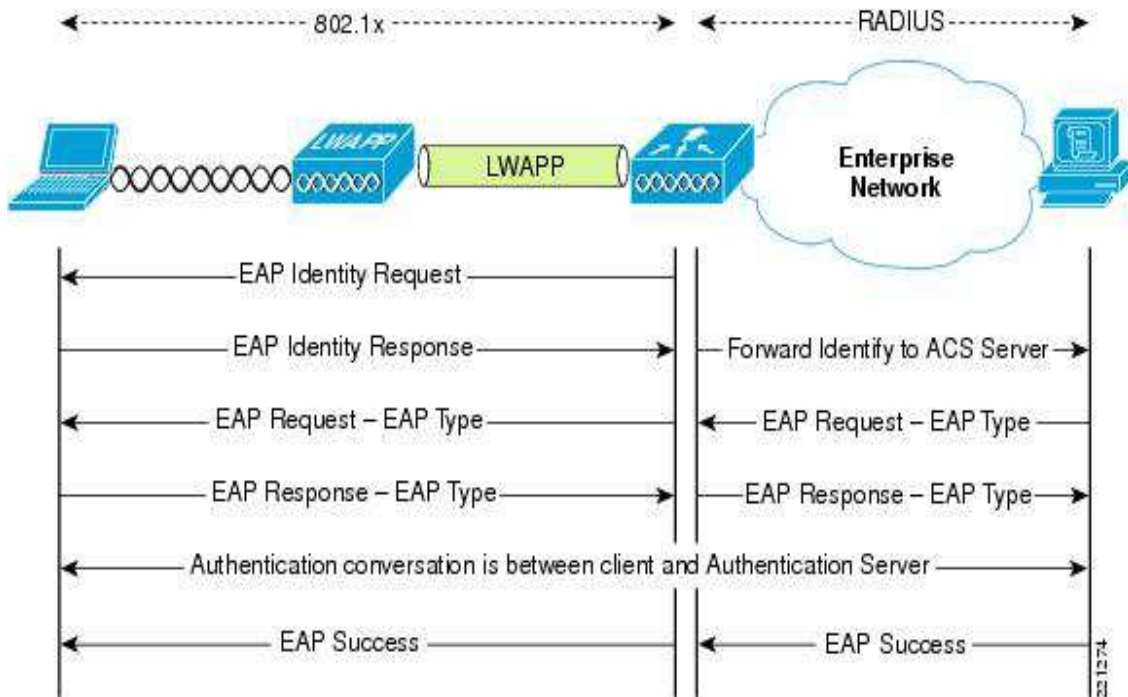 802.1x
RADIUS
LWAPP
LWAPP
Enterprise
Network
EAP Identity Request
EAP Identity Response
Forward Identify to ACS Server
EAP Request – EAP Type
EAP Request – EAP Type
EAP Response – EAP Type
EAP Response – EAP Type
Authentication conversation is between client and Authentication Server
EAP Success
EAP Success
221274